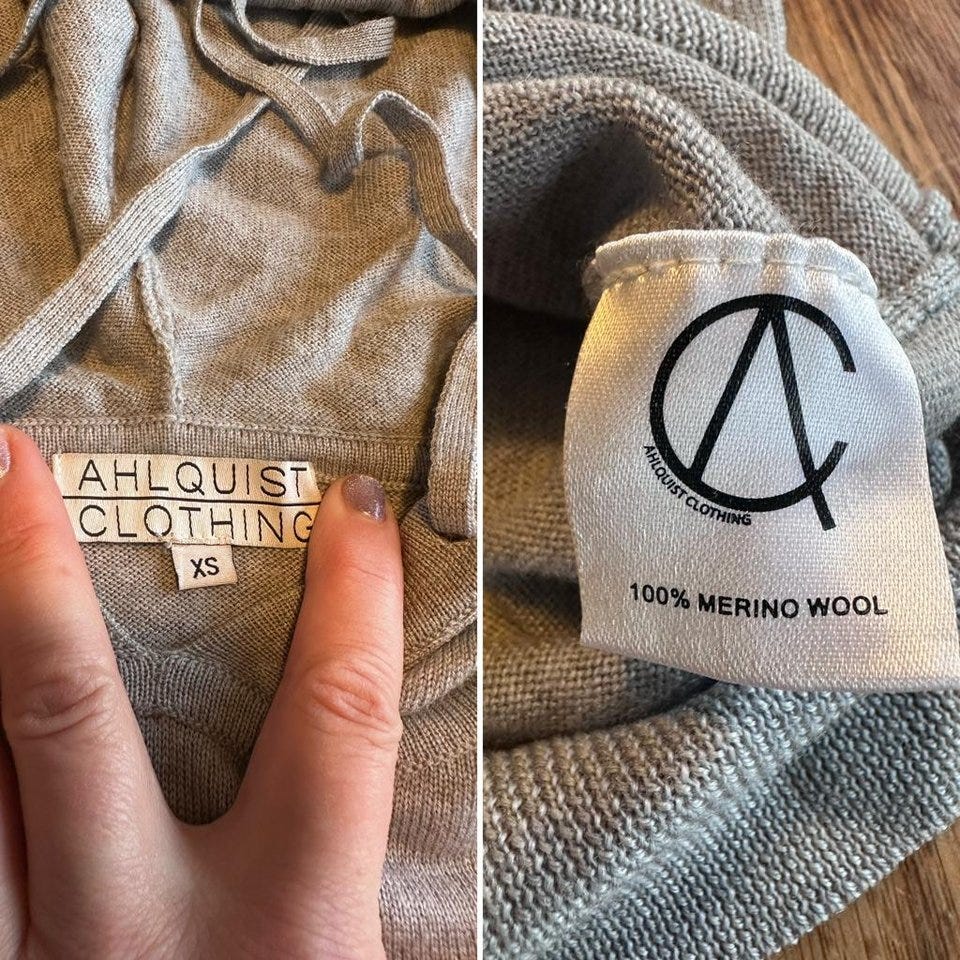 AHLQUIST
CLOTHING
XS
AHLQUIST CLOTHING
100% MERINO WOOL